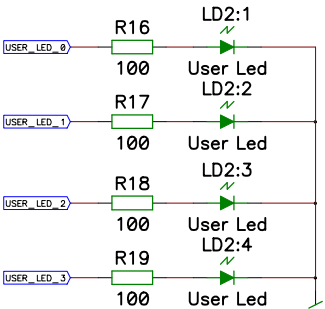 R16 LD2:1
USER_LED_0
100 User Led
R17 LD2:2
USER_LED_1
100 User Led
R18 LD2:3
USER_LED_2
100 User Led
R19 LD2:4
USER_LED_3
100 User Led